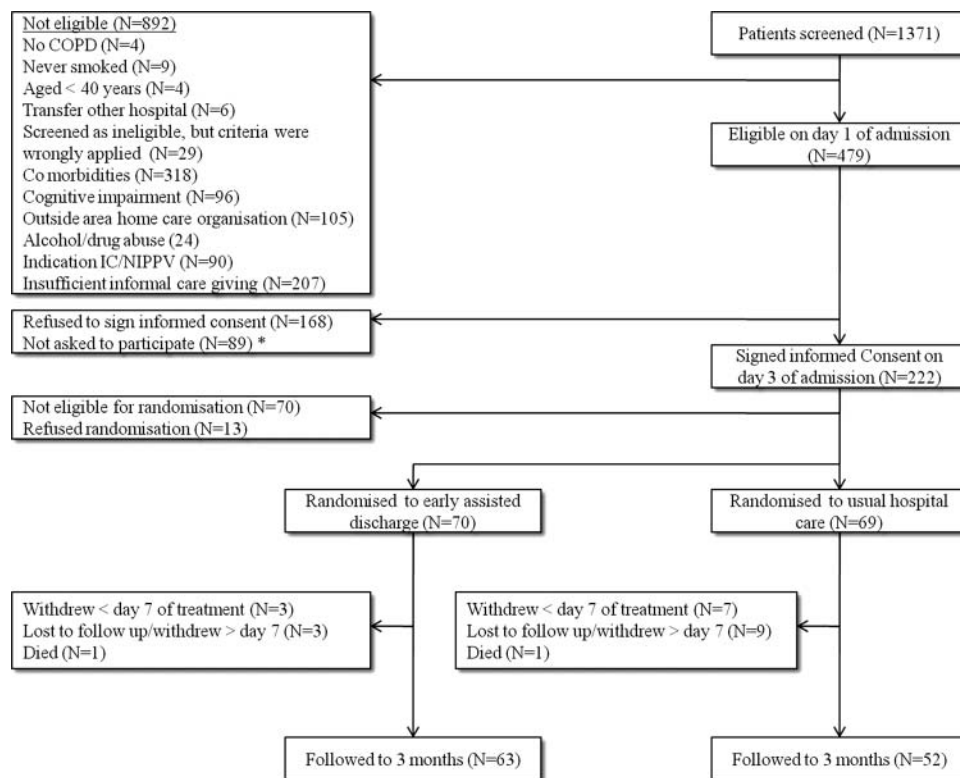 Not eligible (N=892)
No COPD (N=4)
Never smoked (N=9)
Aged < 40 years (N=4)
Transfer other hospital (N=6)
Screened as ineligible, but criteria were
wrongly applied (N=29)
Co morbidities (N=318)
Cognitive impairment (N=96)
Outside area home care organisation (N=105)
Alcohol/drug abuse (24)
Indication IC/NIPPV (N=90)
Insufficient informal care giving (N=207)
Patients screened (N=1371)
Eligible on day 1 of admission
(N=479)
Refused to sign informed consent (N=168)
Not asked to participate (N=89) *
Signed informed Consent on
day 3 of admission (N=222)
Not eligible for randomisation (N=70)
Refused randomisation (N=13)
Randomised to early assisted
discharge (N=70)
Randomised to usual hospital
care (N=69)
Withdrew < day 7 of treatment (N=3)
Lost to follow up/withdrew > day 7 (N=3)
Died (N=1)
Withdrew < day 7 of treatment (N=7)
Lost to follow up/withdrew > day 7 (N=9)
Died (N=1)
Followed to 3 months (N=63)
Followed to 3 months (N=52)